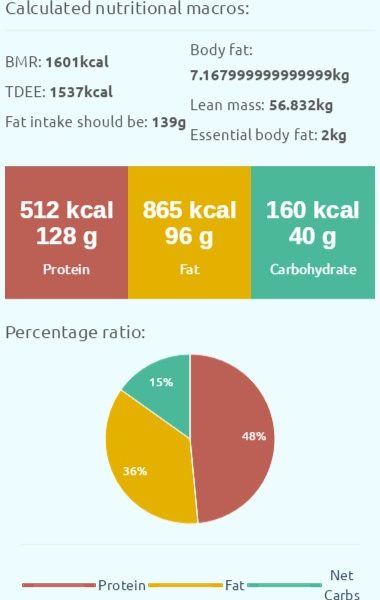 Calculated nutritional macros:
BMR: 1601kcal
TDEE: 1537kcal
Fat intake should be: 139g
Body fat:
7.167999999999999kg
Lean mass: 56.832kg
Essential body fat: 2kg
512 kcal
128 g
Protein
865 kcal
96 g
Fat
160 kcal
40 g
Carbohydrate
Percentage ratio:
15%
48%
36%
Protein
Fat
Net
Carbs